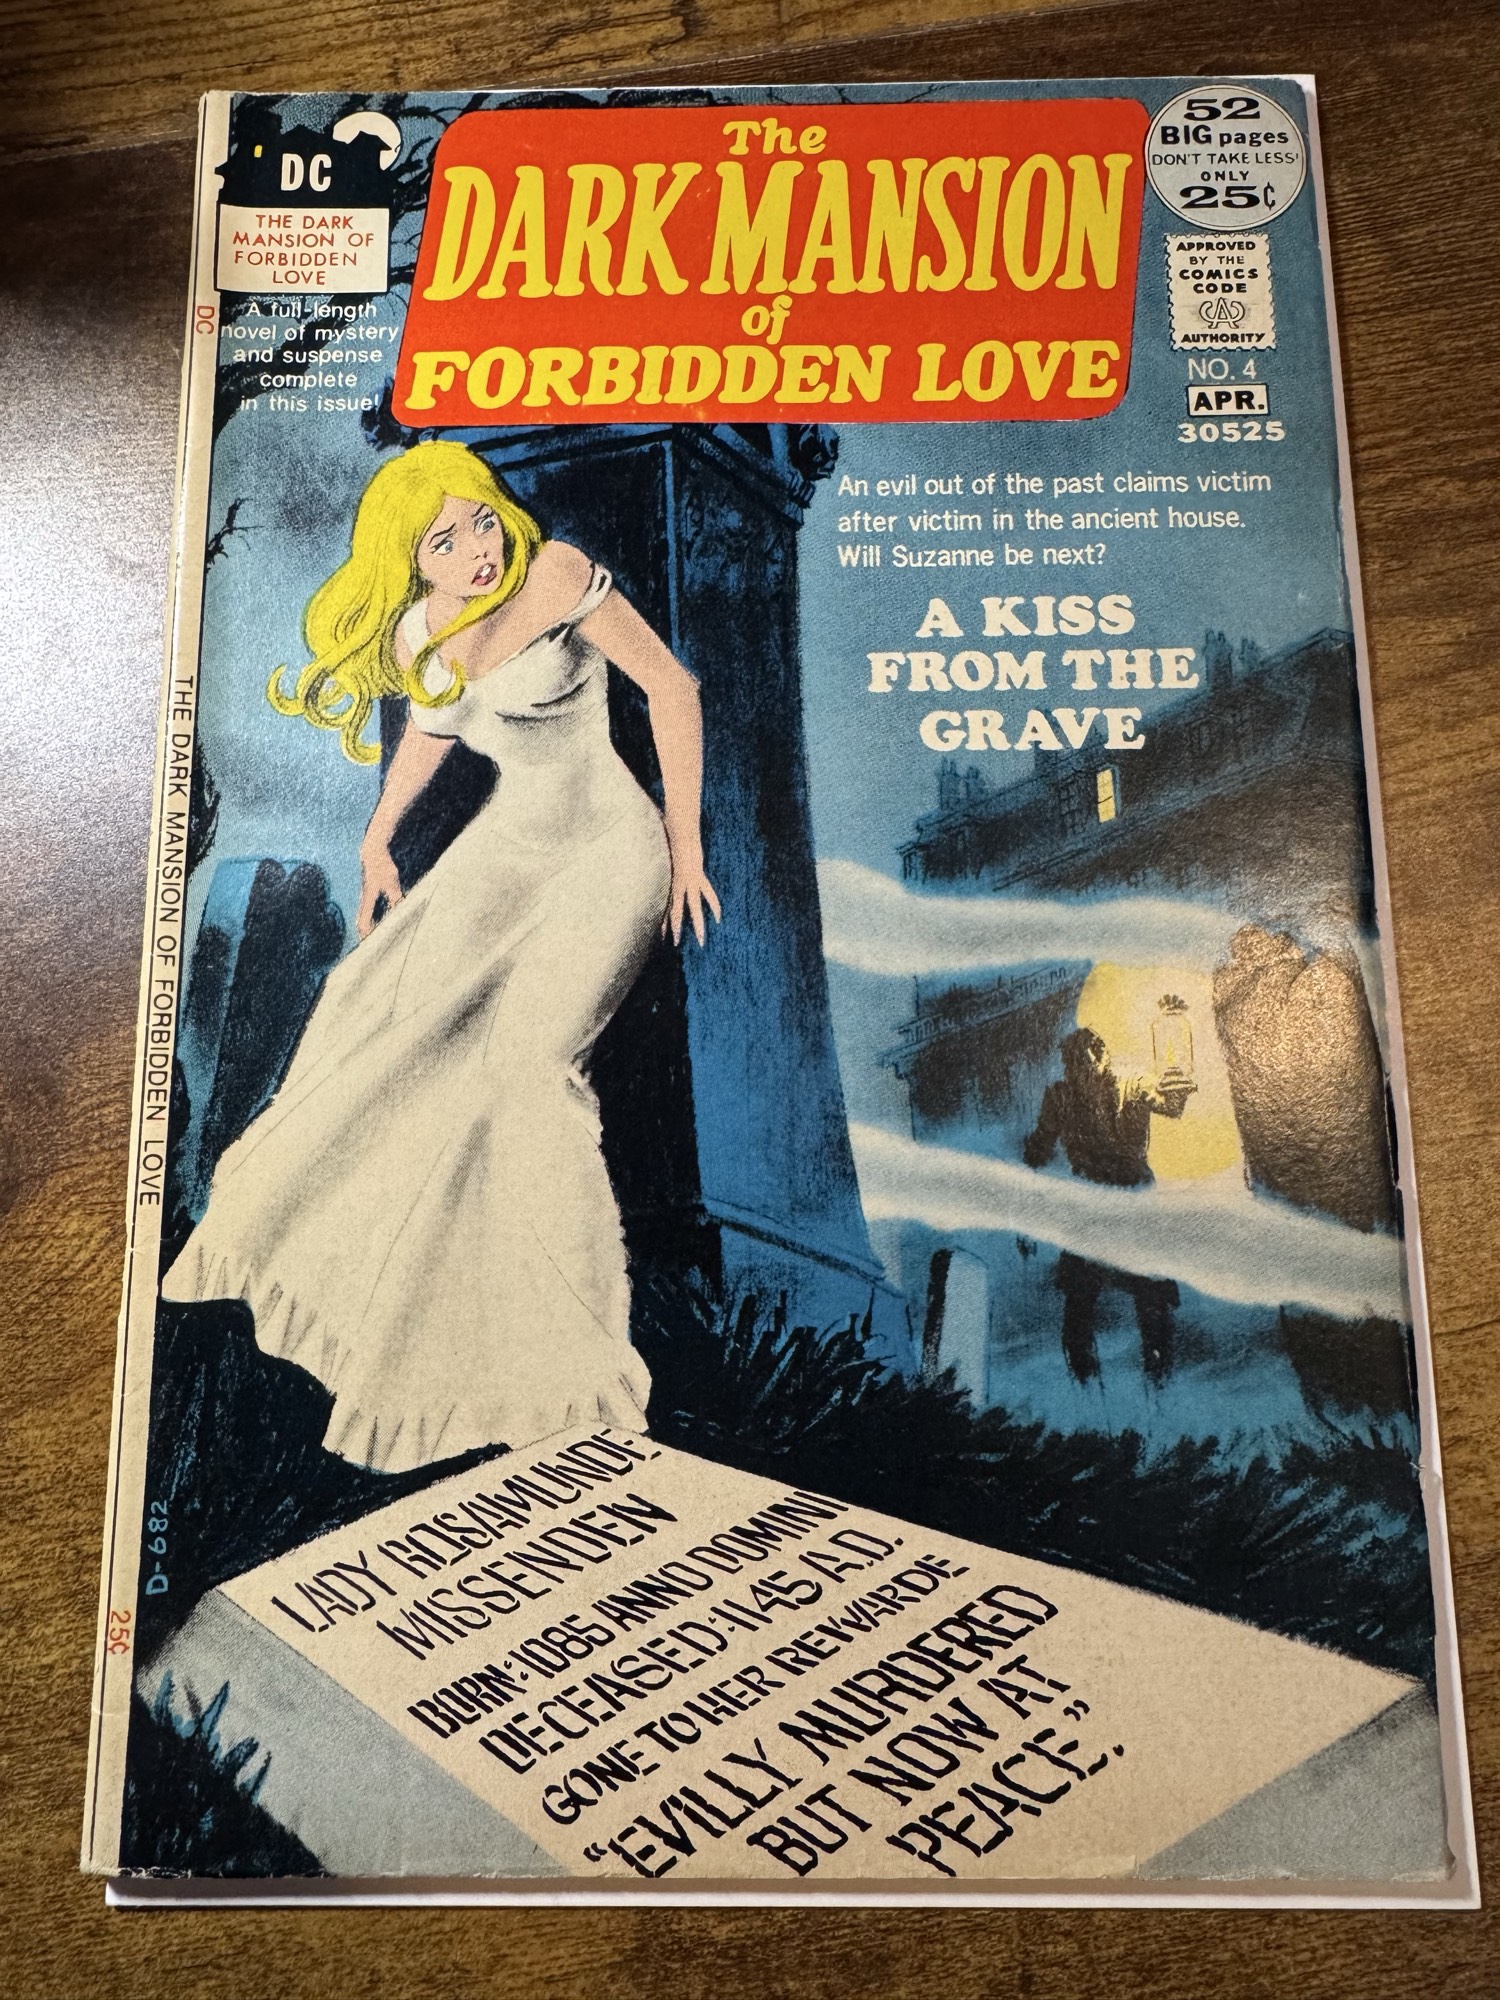 DC
THE DARK
MANSION OF
FORBIDDEN
LOVE
A full-length
novel of mystery
and suspense
complete
in this issue!
The
DARK MANSION
of
FORBIDDEN LOVE
52
BIG pages
DON'T TAKE LESS!
ONLY
25¢
APPROVED
BY THE
COMICS
CODE
CA
AUTHORITY
NO. 4
APR.
30525
An evil out of the past claims victim
after victim in the ancient house.
Will Suzanne be next?
A KISS
FROM THE
GRAVE
DC
THE DARK MANSION OF FORBIDDEN LOVE
25¢
D-682
LADY ROSAMUNDE
MISSENDEN
BORN:1085 ANNO DOMINI
DECEASED:1145 A.D.
GONE TO HER REWARDE
"EVILLY MURDERED
BUT NOW AT
PEACE".